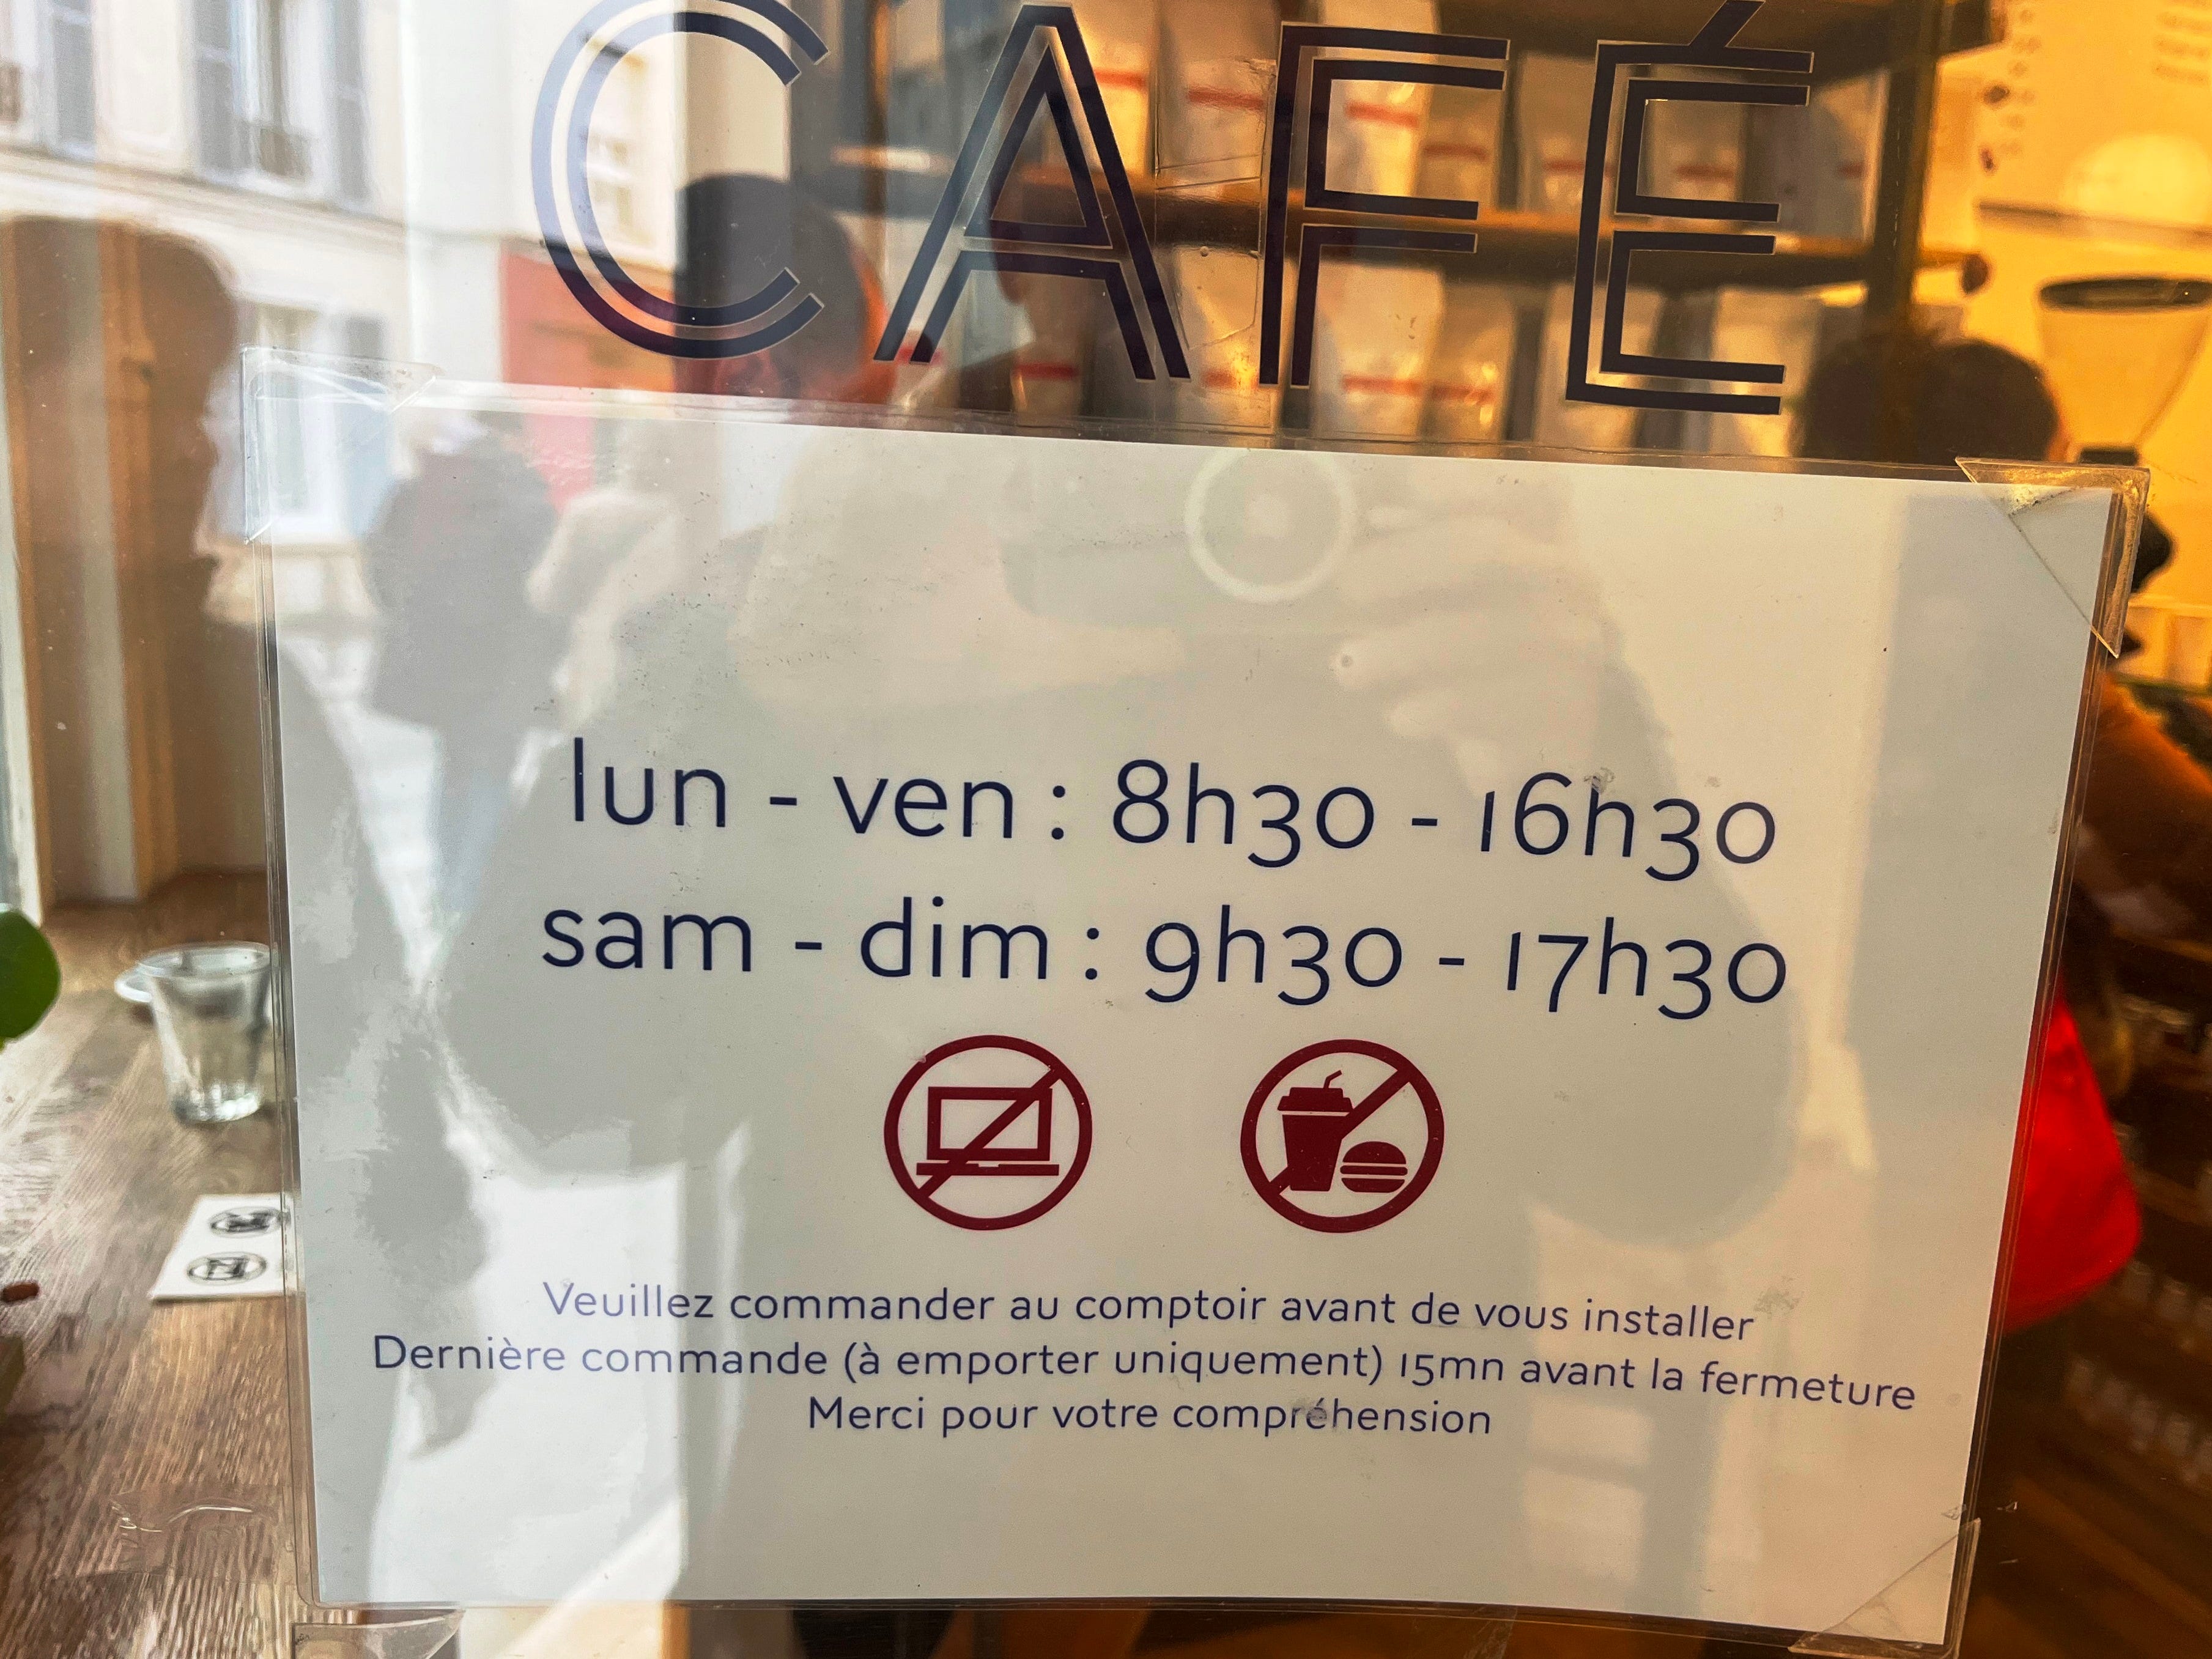 CAFÉ
lun - ven : 8h30 - 16h30
sam - dim : 9h30 - 17h30
Veuillez commander au comptoir avant de vous installer
Dernière commande (à emporter uniquement) 15mn avant la fermeture
Merci pour votre compréhension